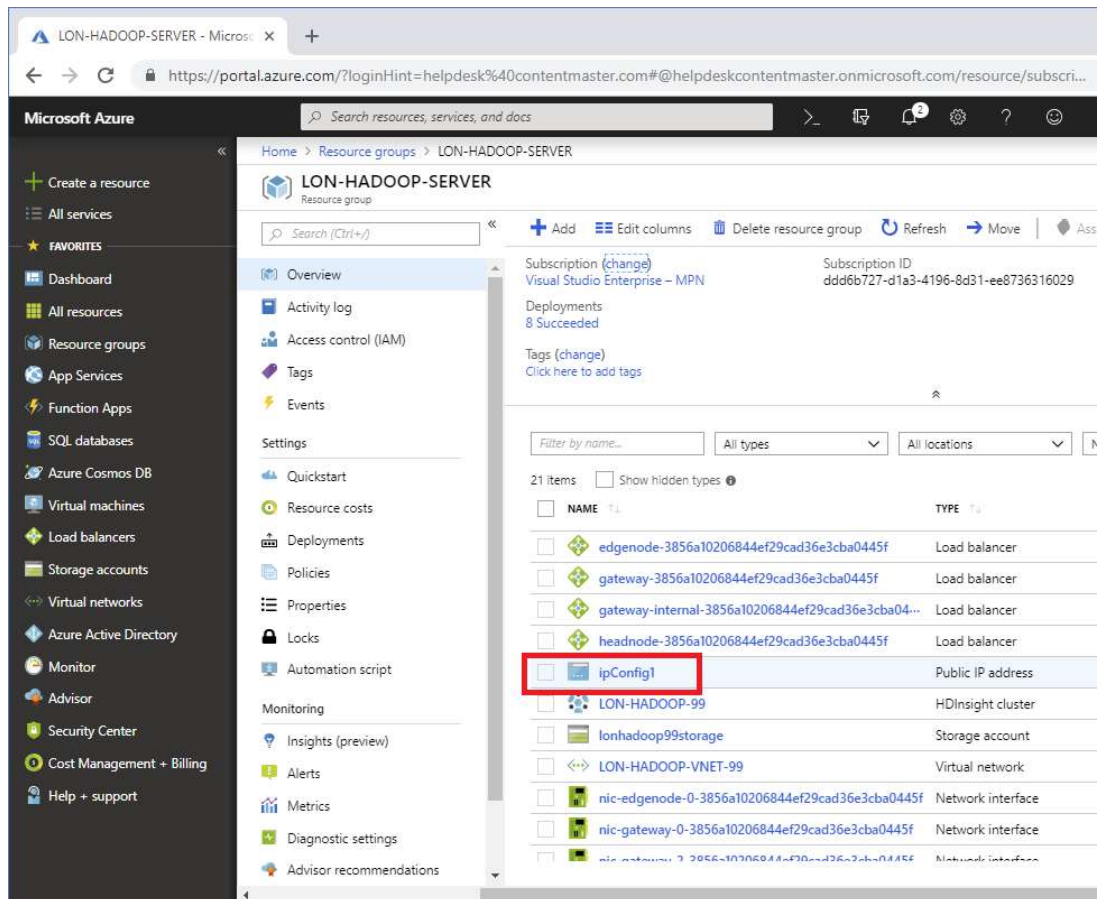 LON-HADOOP-SERVER - Micros
https://portal.azure.com/?loginHint=helpdesk%40contentmaster.com#@helpdeskcontentmaster.onmicrosoft.com/resource/subscri...
Microsoft Azure
Search resources, services, and docs
2
Create a resource
All services
FAVORITES
Dashboard
All resources
Resource groups
App Services
Function Apps
SQL databases
Azure Cosmos DB
Virtual machines
Load balancers
Storage accounts
Virtual networks
Azure Active Directory
Monitor
Advisor
Security Center
Cost Management + Billing
Help + support
Home > Resource groups > LON-HADOOP-SERVER
LON-HADOOP-SERVER
Resource group
Search (Ctrl+/)
Overview
Activity log
Access control (IAM)
Tags
Events
Settings
Quickstart
Resource costs
Deployments
Policies
Properties
Locks
Automation script
Monitoring
Insights (preview)
Alerts
Metrics
Diagnostic settings
Advisor recommendations
Add Edit columns Delete resource group Refresh Move Ass
Subscription (change) Subscription ID
Visual Studio Enterprise – MPN ddd6b727-d1a3-4196-8d31-ee8736316029
Deployments
8 Succeeded
Tags (change)
Click here to add tags
Filter by name... All types All locations N
21 items Show hidden types
NAME TYPE
edgenode-3856a10206844ef29cad36e3cba0445f Load balancer
gateway-3856a10206844ef29cad36e3cba0445f Load balancer
gateway-internal-3856a10206844ef29cad36e3cba04... Load balancer
headnode-3856a10206844ef29cad36e3cba0445f Load balancer
ipConfig1 Public IP address
LON-HADOOP-99 HDInsight cluster
lonhadoop99storage Storage account
LON-HADOOP-VNET-99 Virtual network
nic-edgenode-0-3856a10206844ef29cad36e3cba0445f Network interface
nic-gateway-0-3856a10206844ef29cad36e3cba0445f Network interface
nic-gateway-2-3856a10206844ef29cad36e3cba0445f Network interface